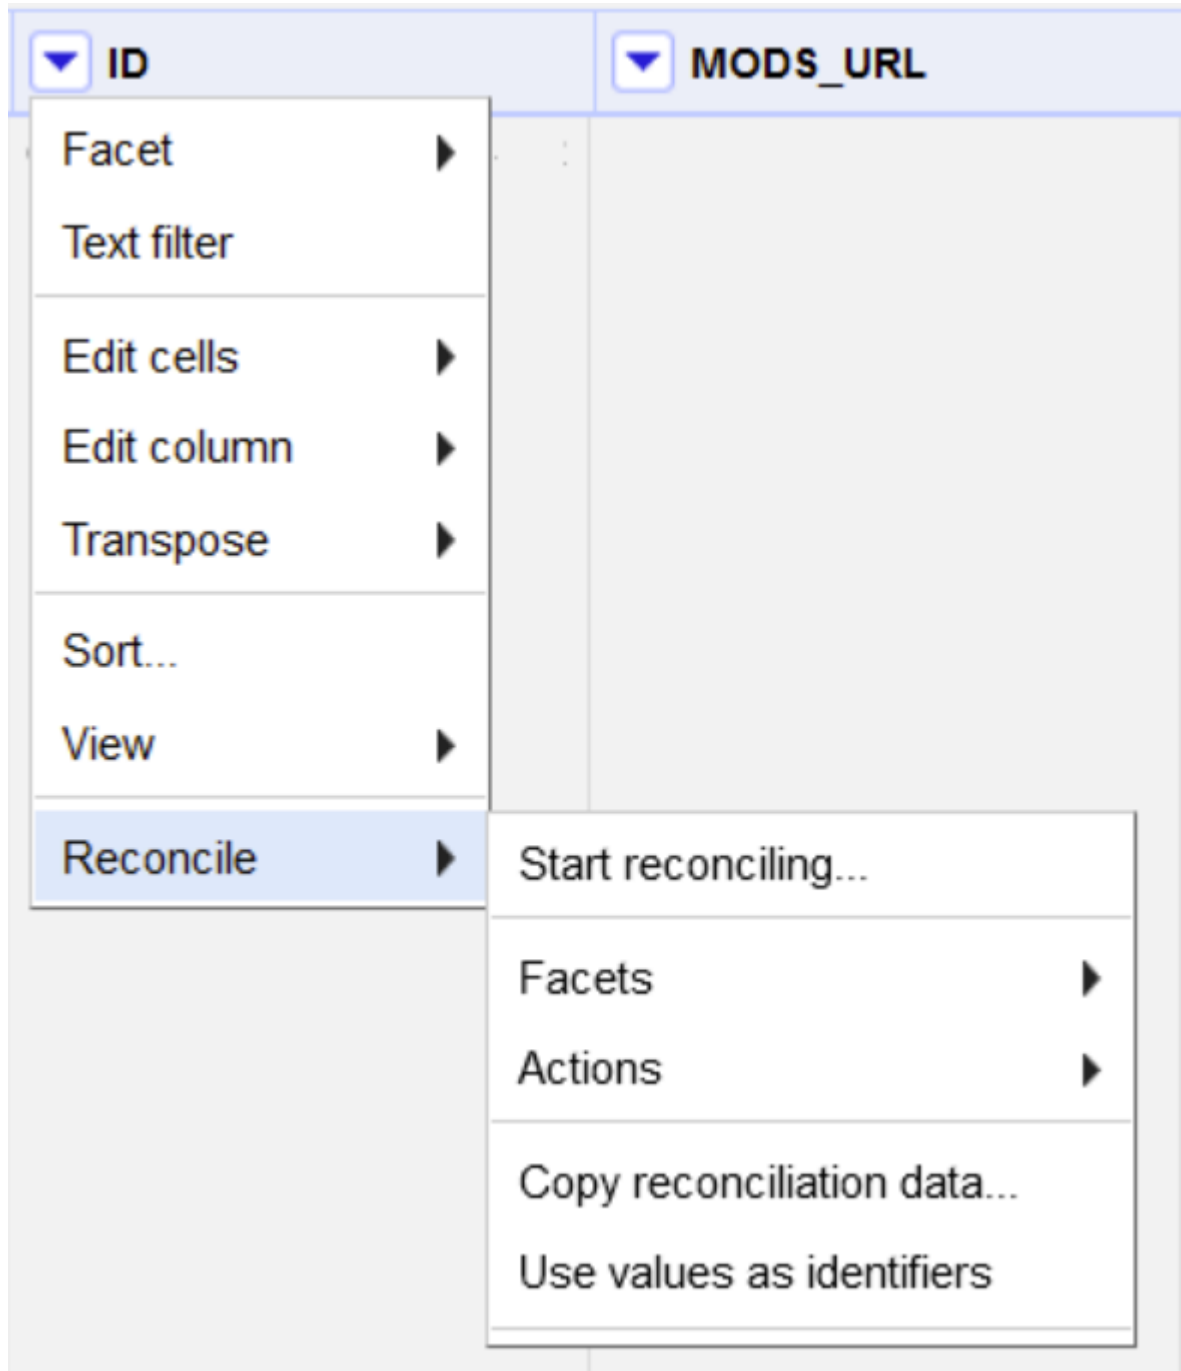 ID MODS_URL
Facet
Text filter
Edit cells
Edit column
Transpose
Sort...
View
Reconcile
Start reconciling...
Facets
Actions
Copy reconciliation data...
Use values as identifiers